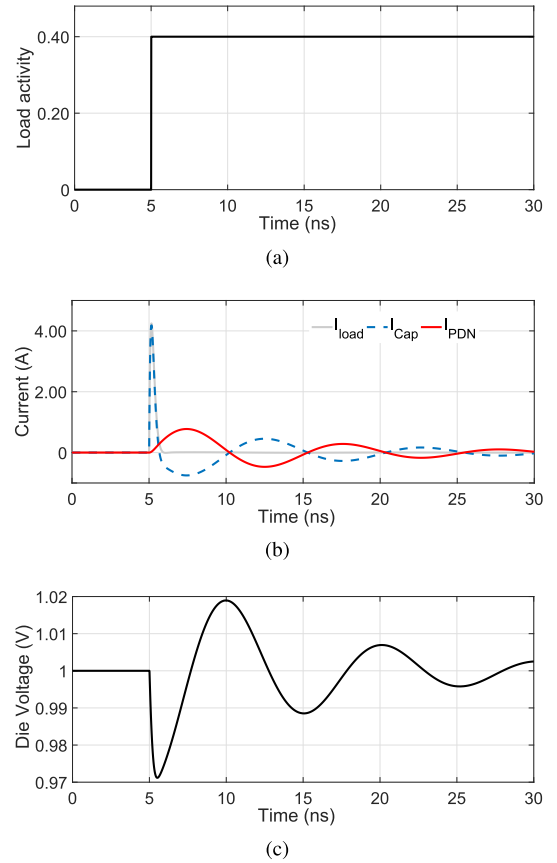 0.40
0.20
0
Load activity
0 5 10 15 20 25 30
Time (ns)
(a)
I_load I_Cap I_PDN
4.00
2.00
0
Current (A)
0 5 10 15 20 25 30
Time (ns)
(b)
1.02
1.01
1
0.99
0.98
0.97
Die Voltage (V)
0 5 10 15 20 25 30
Time (ns)
(c)